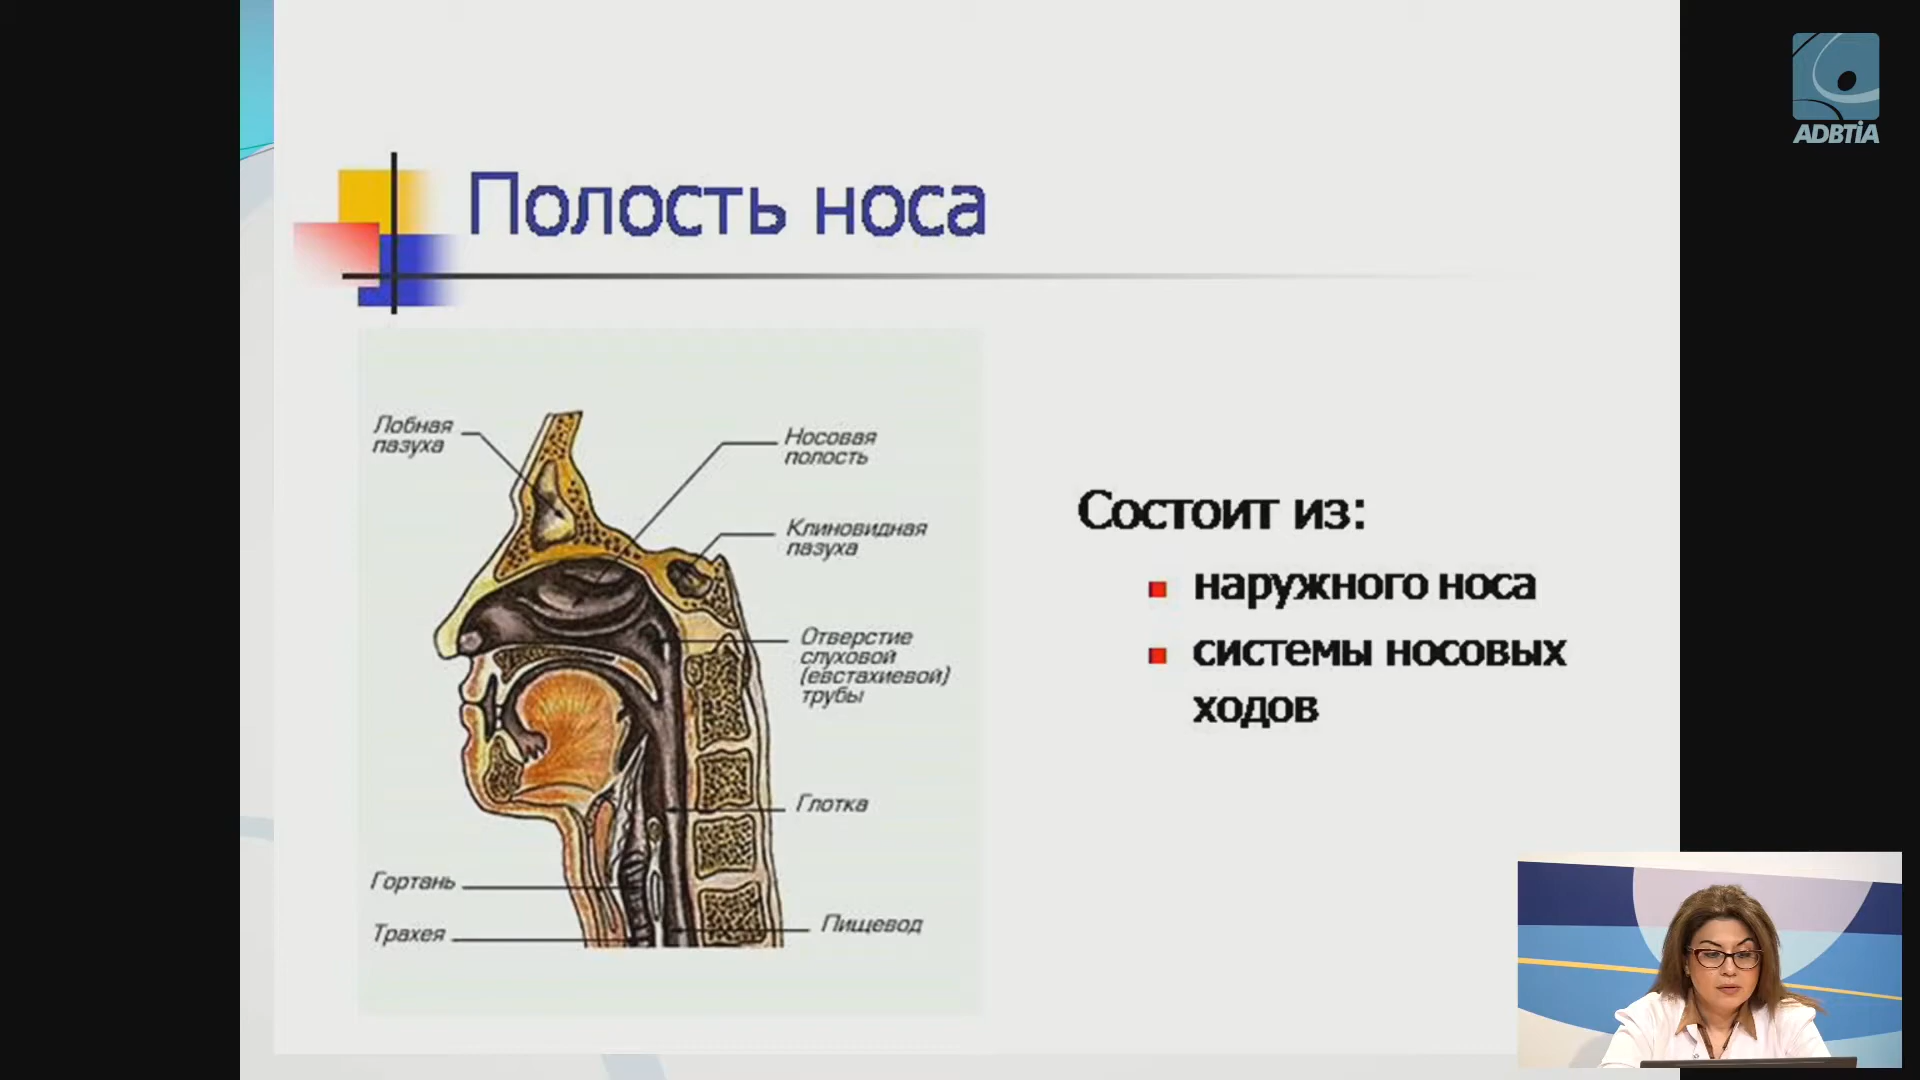 ADBTİA
Полость носа
Лобная
пазуха
Носовая
полость
Клиновидная
пазуха
Отверстие
слуховой
(евстахиевой)
трубы
Глотка
Гортань
Трахея
Пищевод
Состоит из:
наружного носа
системы носовых
ходов